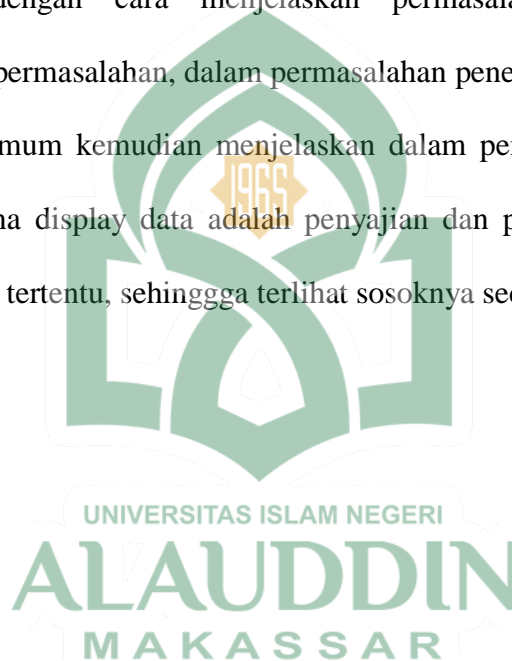 dengan cara menjelaskan
permasalahan, dalam permasalahan
kemudian menjelaskan dalam
1965
display data adalah penyajian dan
tertentu, sehinggga terlihat sosoknya
UNIVERSITAS ISLAM NEGERI
ALAUDDIN
MAKASSAR